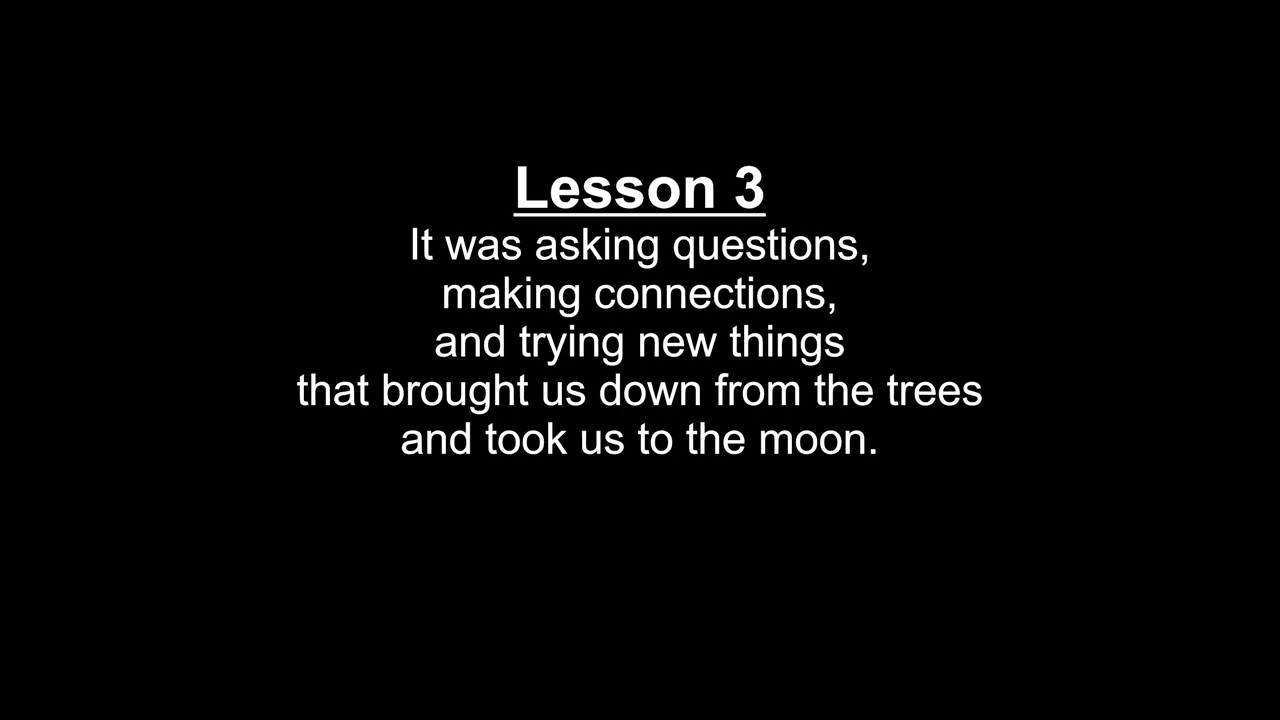 Lesson 3
It was asking questions,
making connections,
and trying new things
that brought us down from the trees
and took us to the moon.